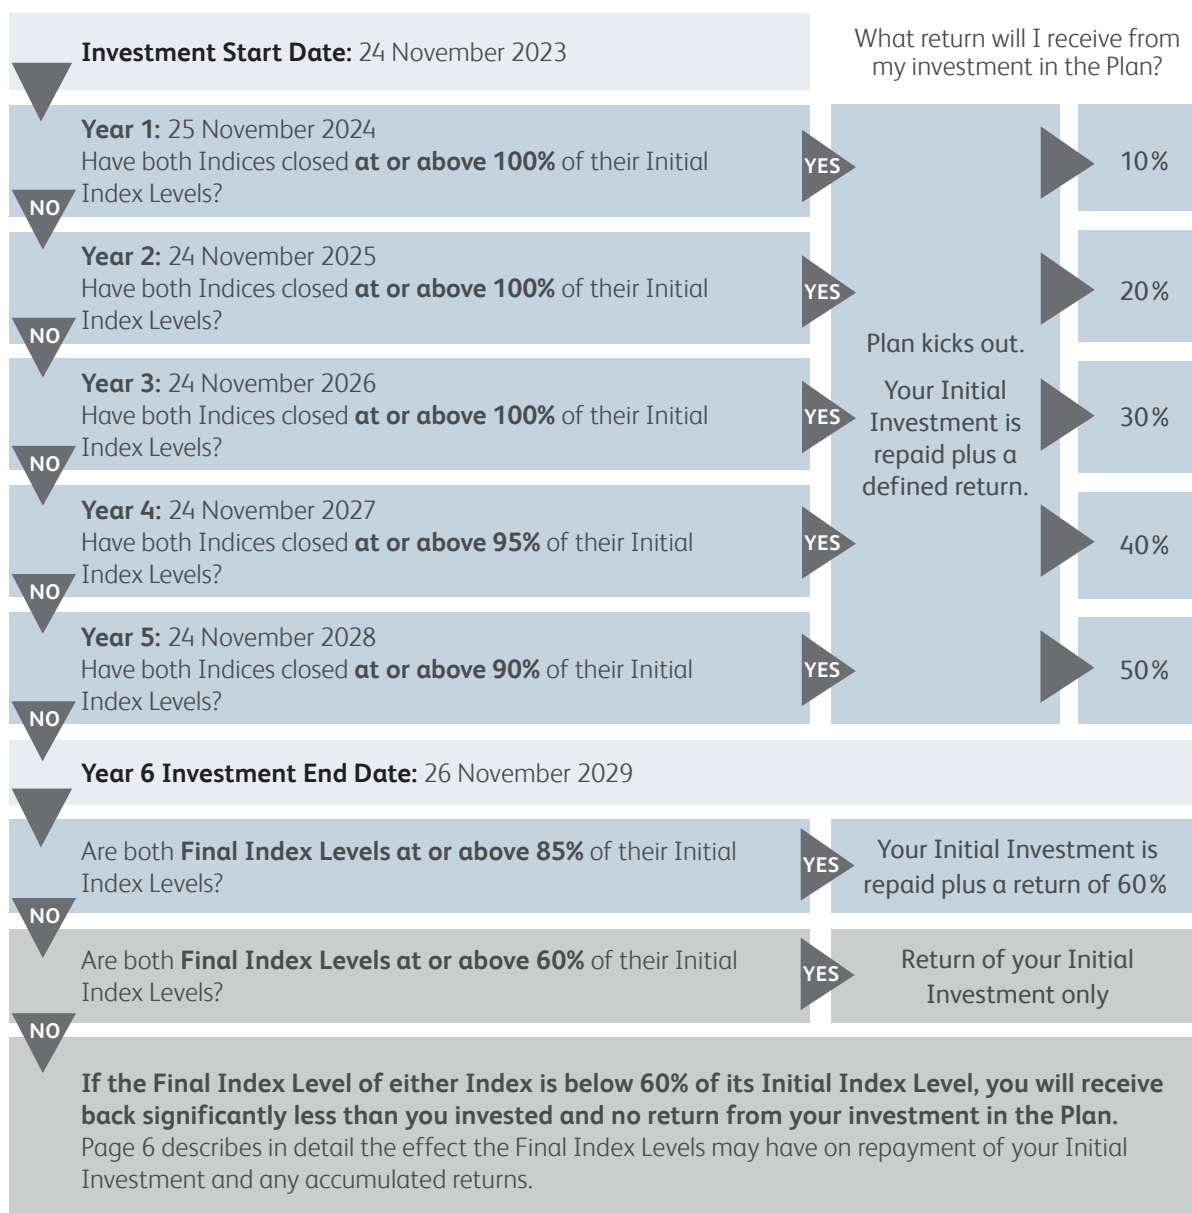 Investment Start Date: 24 November 2023
What return will I receive from
my investment in the Plan?
Year 1: 25 November 2024
Have both Indices closed at or above 100% of their Initial
Index Levels?
YES
10%
NO
Year 2: 24 November 2025
Have both Indices closed at or above 100% of their Initial
Index Levels?
YES
20%
NO
Year 3: 24 November 2026
Have both Indices closed at or above 100% of their Initial
Index Levels?
YES
Plan kicks out.
Your Initial
Investment is
repaid plus a
defined return.
30%
NO
Year 4: 24 November 2027
Have both Indices closed at or above 95% of their Initial
Index Levels?
YES
40%
NO
Year 5: 24 November 2028
Have both Indices closed at or above 90% of their Initial
Index Levels?
YES
50%
NO
Year 6 Investment End Date: 26 November 2029
Are both Final Index Levels at or above 85% of their Initial
Index Levels?
YES
Your Initial Investment is
repaid plus a return of 60%
NO
Are both Final Index Levels at or above 60% of their Initial
Index Levels?
YES
Return of your Initial
Investment only
NO
If the Final Index Level of either Index is below 60% of its Initial Index Level, you will receive
back significantly less than you invested and no return from your investment in the Plan.
Page 6 describes in detail the effect the Final Index Levels may have on repayment of your Initial
Investment and any accumulated returns.